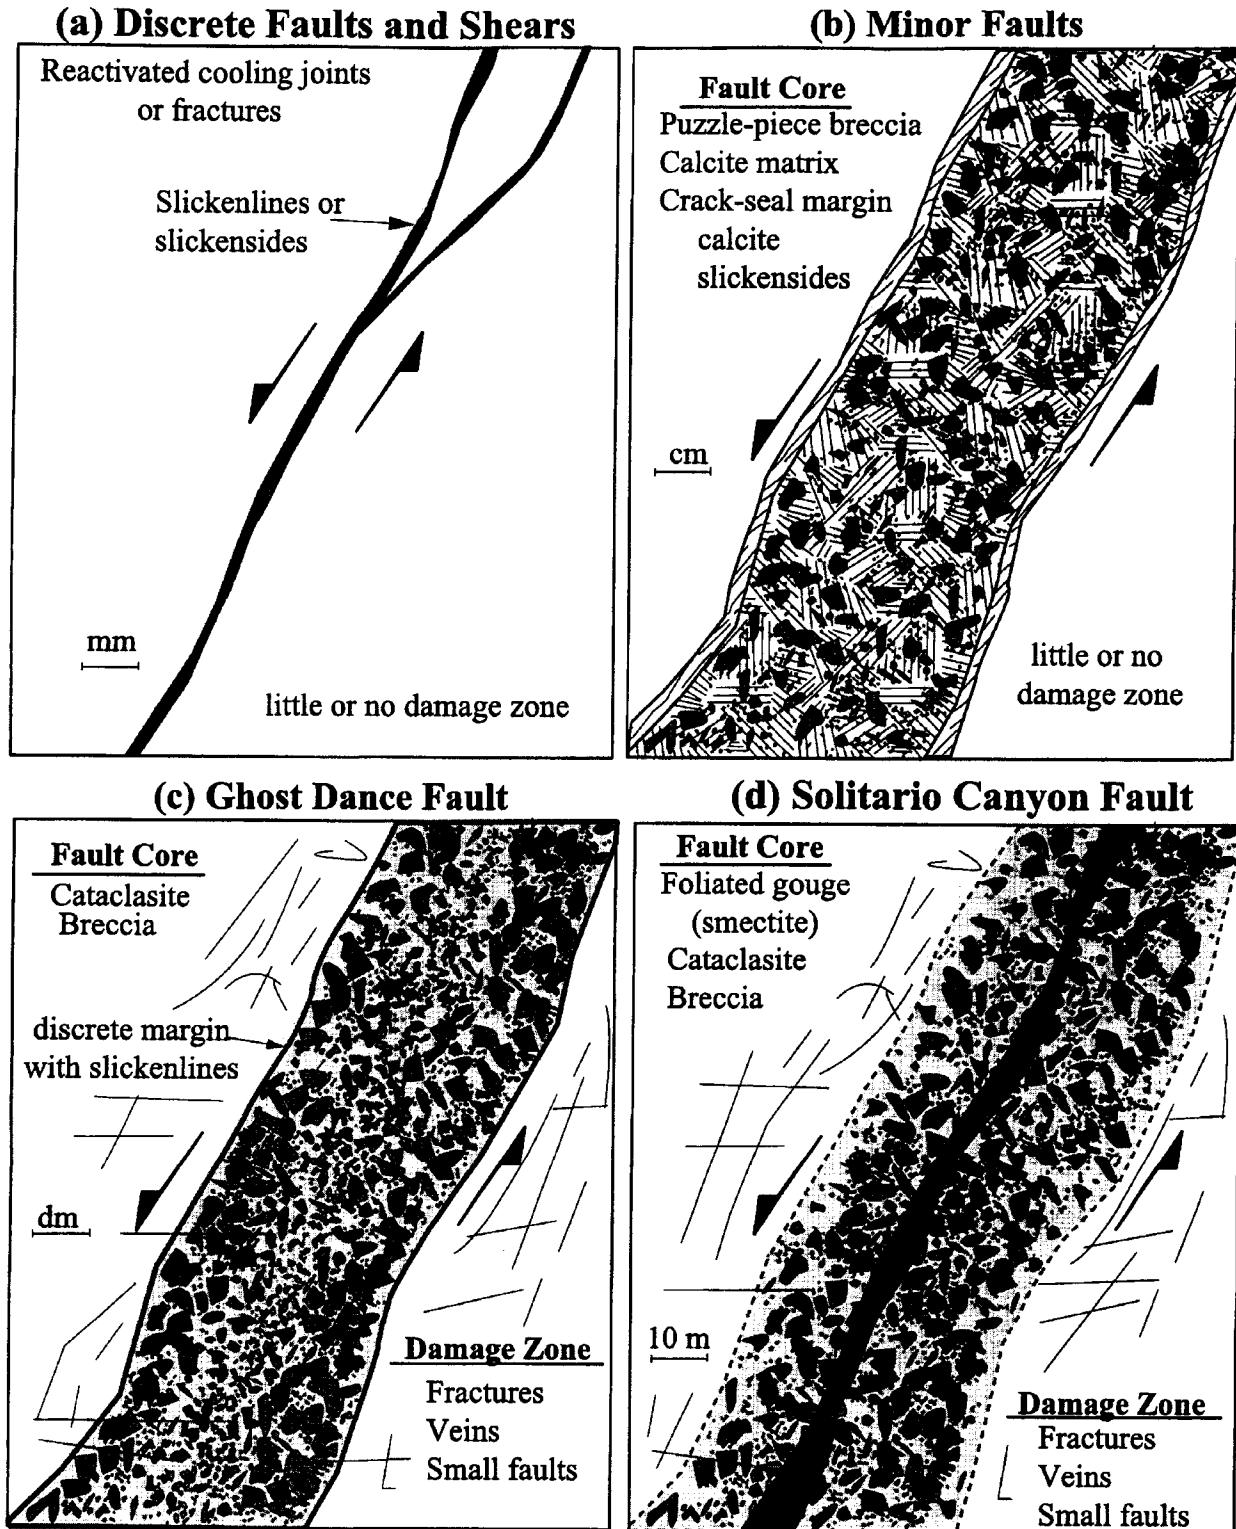 (a) Discrete Faults and Shears
Reactivated cooling joints
or fractures
Slickenlines or
slickensides
mm
little or no damage zone
(b) Minor Faults
Fault Core
Puzzle-piece breccia
Calcite matrix
Crack-seal margin
calcite
slickensides
cm
little or no
damage zone
(c) Ghost Dance Fault
Fault Core
Cataclasite
Breccia
discrete margin
with slickenlines
dm
Damage Zone
Fractures
Veins
Small faults
(d) Solitario Canyon Fault
Fault Core
Foliated gouge
(smectite)
Cataclasite
Breccia
10 m
Damage Zone
Fractures
Veins
Small faults